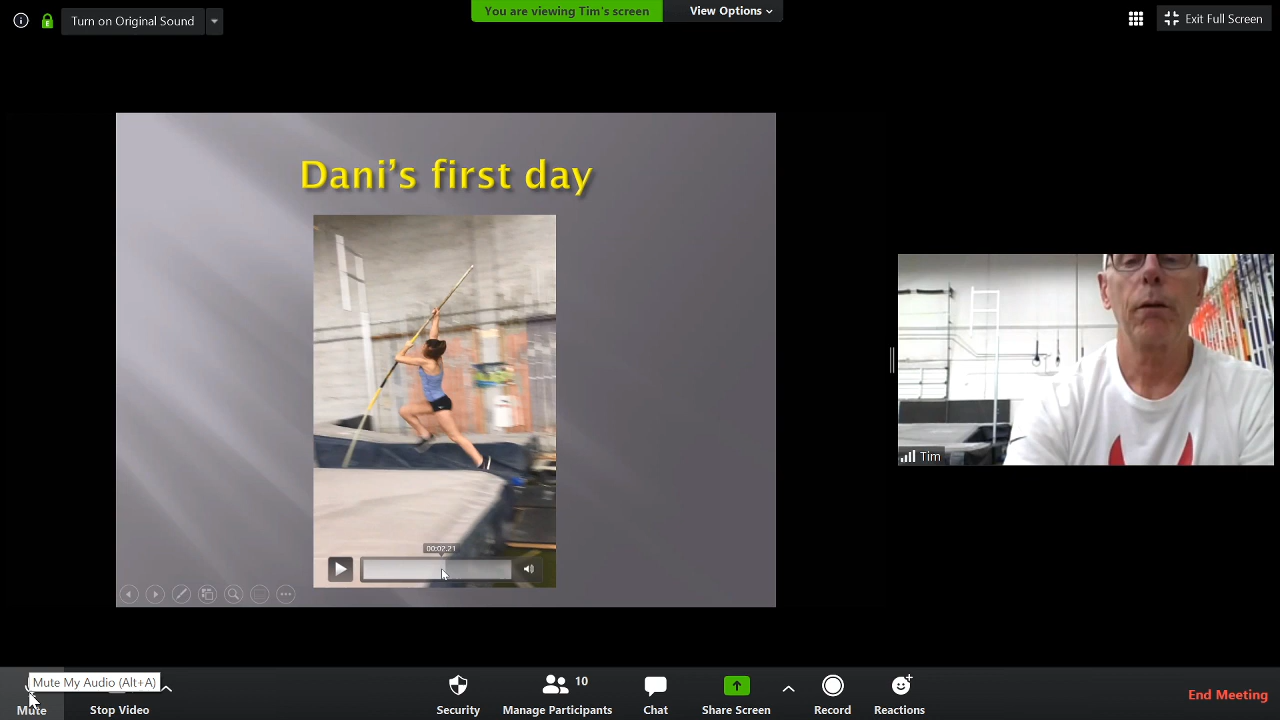 You are viewing Tim's screen
View Options
Turn on Original Sound
Exit Full Screen
Dani's first day
00:02.21
Tim
Mute My Audio (Alt+A)
Mute
Stop Video
Security
10
Manage Participants
Chat
Share Screen
Record
Reactions
End Meeting